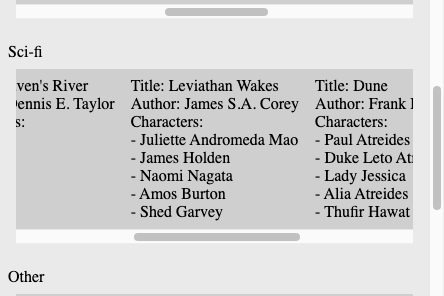 Sci-fi
ven's River
ennis E. Taylor
s:
Title: Leviathan Wakes
Author: James S.A. Corey
Characters:
- Juliette Andromeda Mao
- James Holden
- Naomi Nagata
- Amos Burton
- Shed Garvey
Title: Dune
Author: Frank
Characters:
- Paul Atreides
- Duke Leto At
- Lady Jessica
- Alia Atreides
- Thufir Hawat
Other